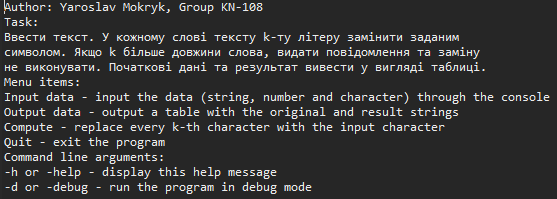 Author: Yaroslav Mokryk, Group KN-108
Task:
Ввести текст. У кожному слові тексту k-ту літеру замінити заданим
символом. Якщо k більше довжини слова, видати повідомлення та заміну
не виконувати. Початкові дані та результат вивести у вигляді таблиці.
Menu items:
Input data - input the data (string, number and character) through the console
Output data - output a table with the original and result strings
Compute - replace every k-th character with the input character
Quit - exit the program
Command line arguments:
-h or -help - display this help message
-d or -debug - run the program in debug mode